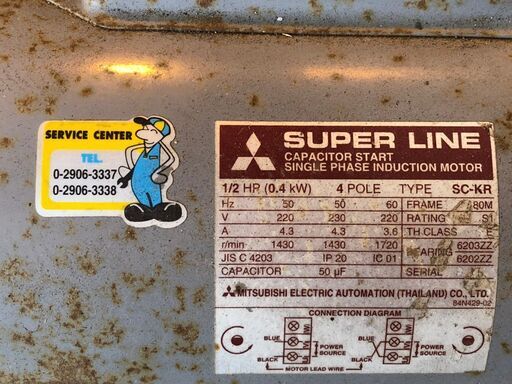 SERVICE CENTER
TEL.
0-2906-3337
0-2906-3338
SUPER LINE
CAPACITOR START
SINGLE PHASE INDUCTION MOTOR
1/2 HP (0.4 kW) 4 POLE TYPE SC-KR
Hz 50 50 60 FRAME 80M
V 220 230 220 RATING S1
A 4.3 4.3 3.6 TH.CLASS E
r/min 1430 1430 1720 BEARING 6203ZZ
JIS C 4203 IP 20 IC 01 6202ZZ
CAPACITOR 50 µF SERIAL
MITSUBISHI ELECTRIC AUTOMATION (THAILAND) CO., LTD.
84N429-02
CONNECTION DIAGRAM
BLUE BLUE
POWER SOURCE POWER SOURCE
BLACK BLACK
MOTOR LEAD WIRE